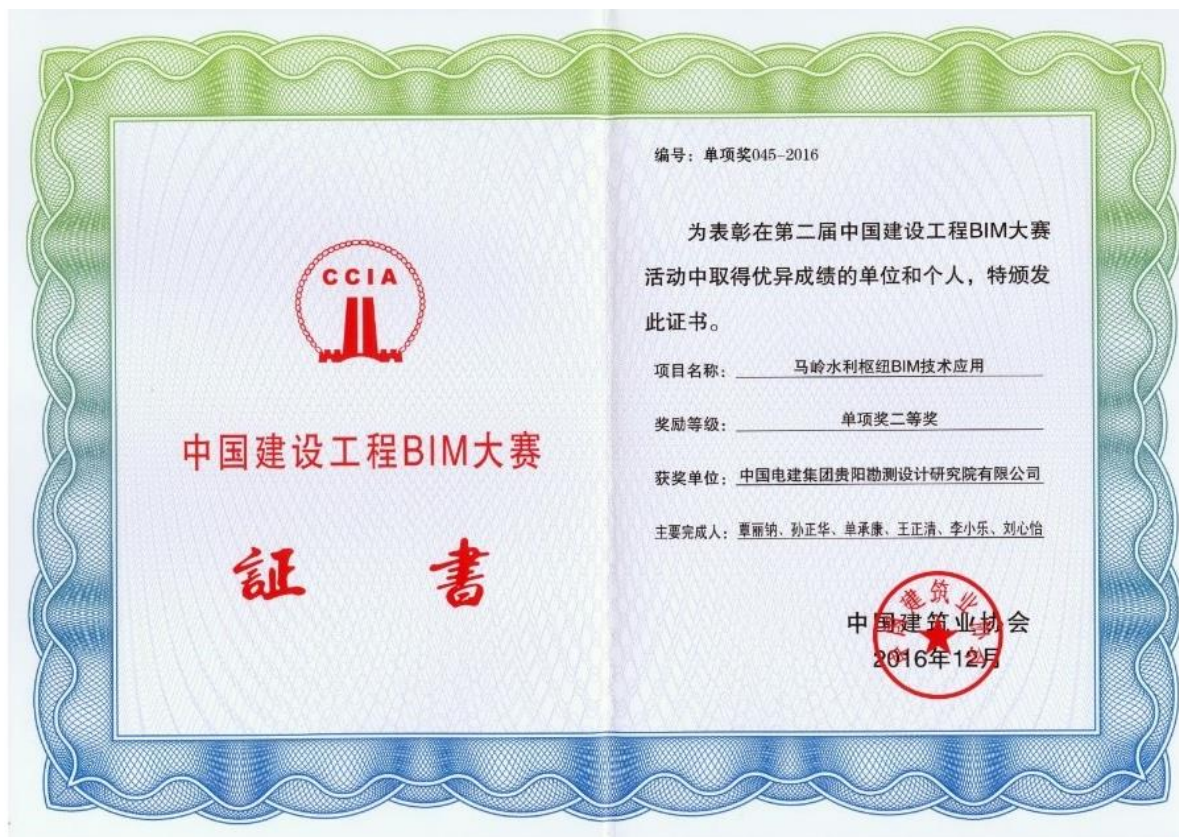 CCIA
中国建设工程BIM大赛
証 書
编号：单项奖045-2016
为表彰在第二届中国建设工程BIM大赛
活动中取得优异成绩的单位和个人，特颁发
此证书。
项目名称：马岭水利枢纽BIM技术应用
奖励等级：单项奖二等奖
获奖单位：中国电建集团贵阳勘测设计研究院有限公司
主要完成人：覃丽钠、孙正华、单承康、王正清、李小乐、刘心怡
中国建筑业协会
2016年12月
中国建筑业协会